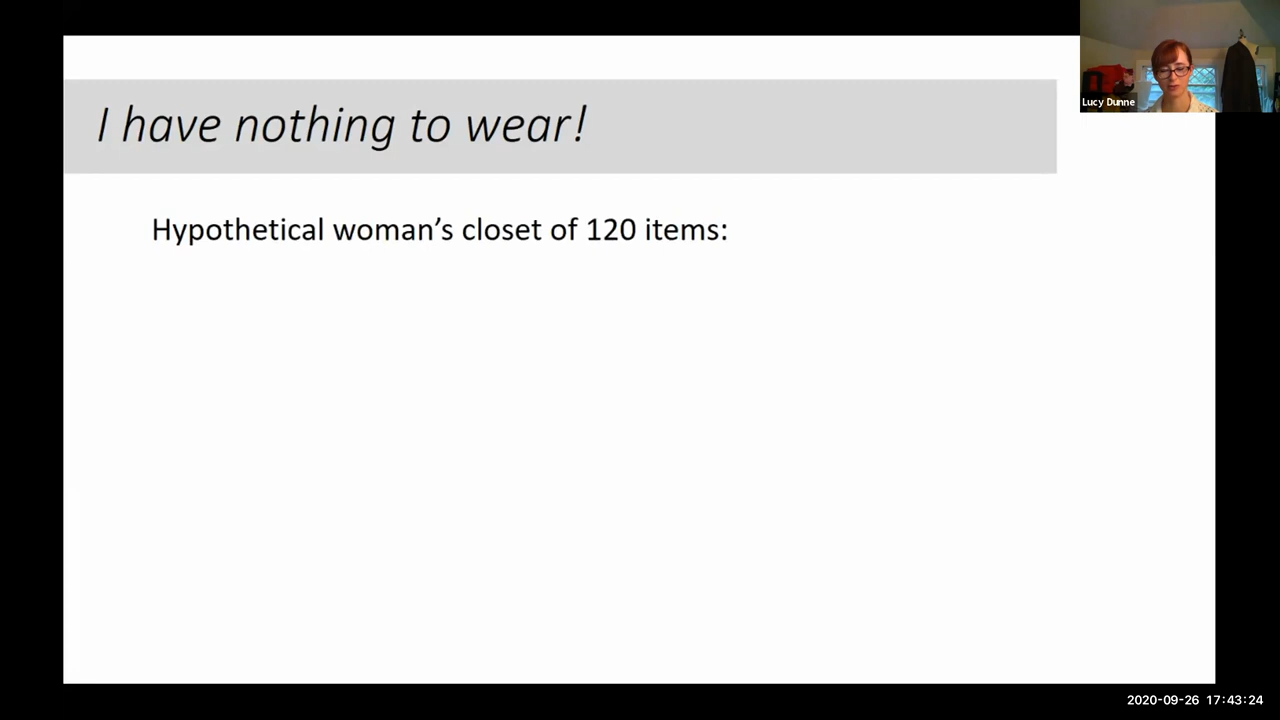 I have nothing to wear!
Lucy Dunne
Hypothetical woman’s closet of 120 items:
2020-09-26 17:43:24